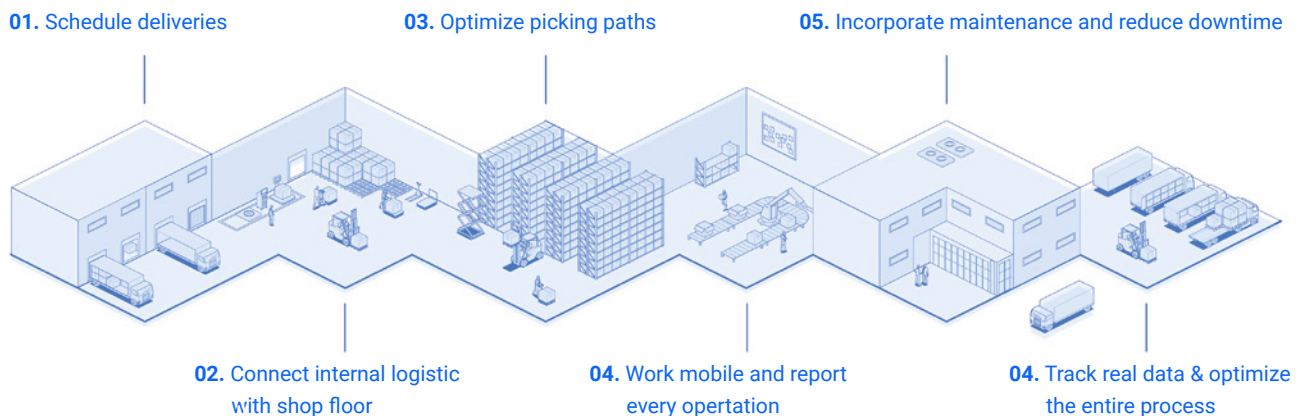 01. Schedule deliveries
03. Optimize picking paths
05. Incorporate maintenance and reduce downtime
02. Connect internal logistic
with shop floor
04. Work mobile and report
every opertation
04. Track real data & optimize
the entire process